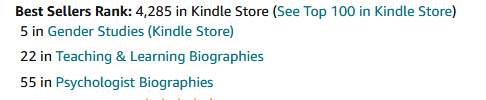 Best Sellers Rank: 4,285 in Kindle Store (See Top 100 in Kindle Store)
5 in Gender Studies (Kindle Store)
22 in Teaching & Learning Biographies
55 in Psychologist Biographies